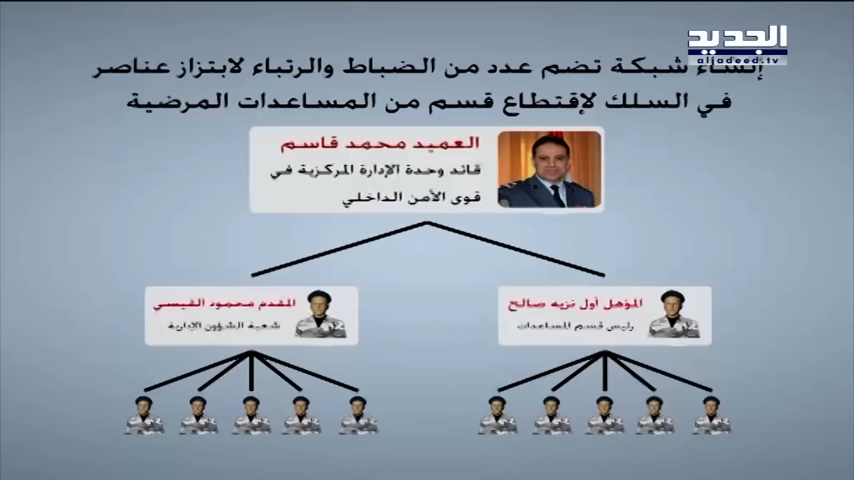 الجديد
aljadeed.tv
إنشاء شبكة تضم عدد من الضباط والرتباء لابتزاز عناصر
في السلك لإقتطاع قسم من المساعدات المرضية
العميد محمد قاسم
قائد وحدة الإدارة المركزية في
قوى الأمن الداخلي
المؤهل أول نزيه صالح
رئيس قسم المساعدات
المقدم محمود القيسي
شعبة الشؤون الإدارية